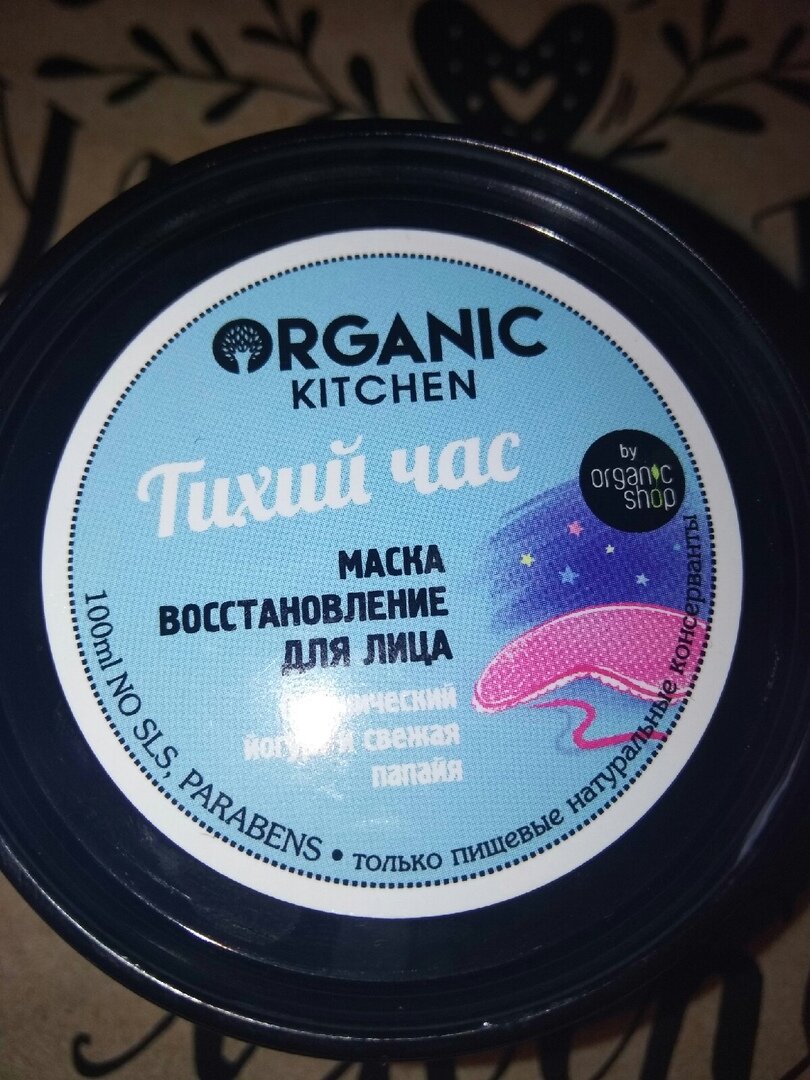 ORGANIC
KITCHEN
Тихий час
by
organic
shop
МАСКА
ВОССТАНОВЛЕНИЕ
ДЛЯ ЛИЦА
и свежая
папайя
100ml NO SLS, PARABENS • только пищевые натуральные консерванты